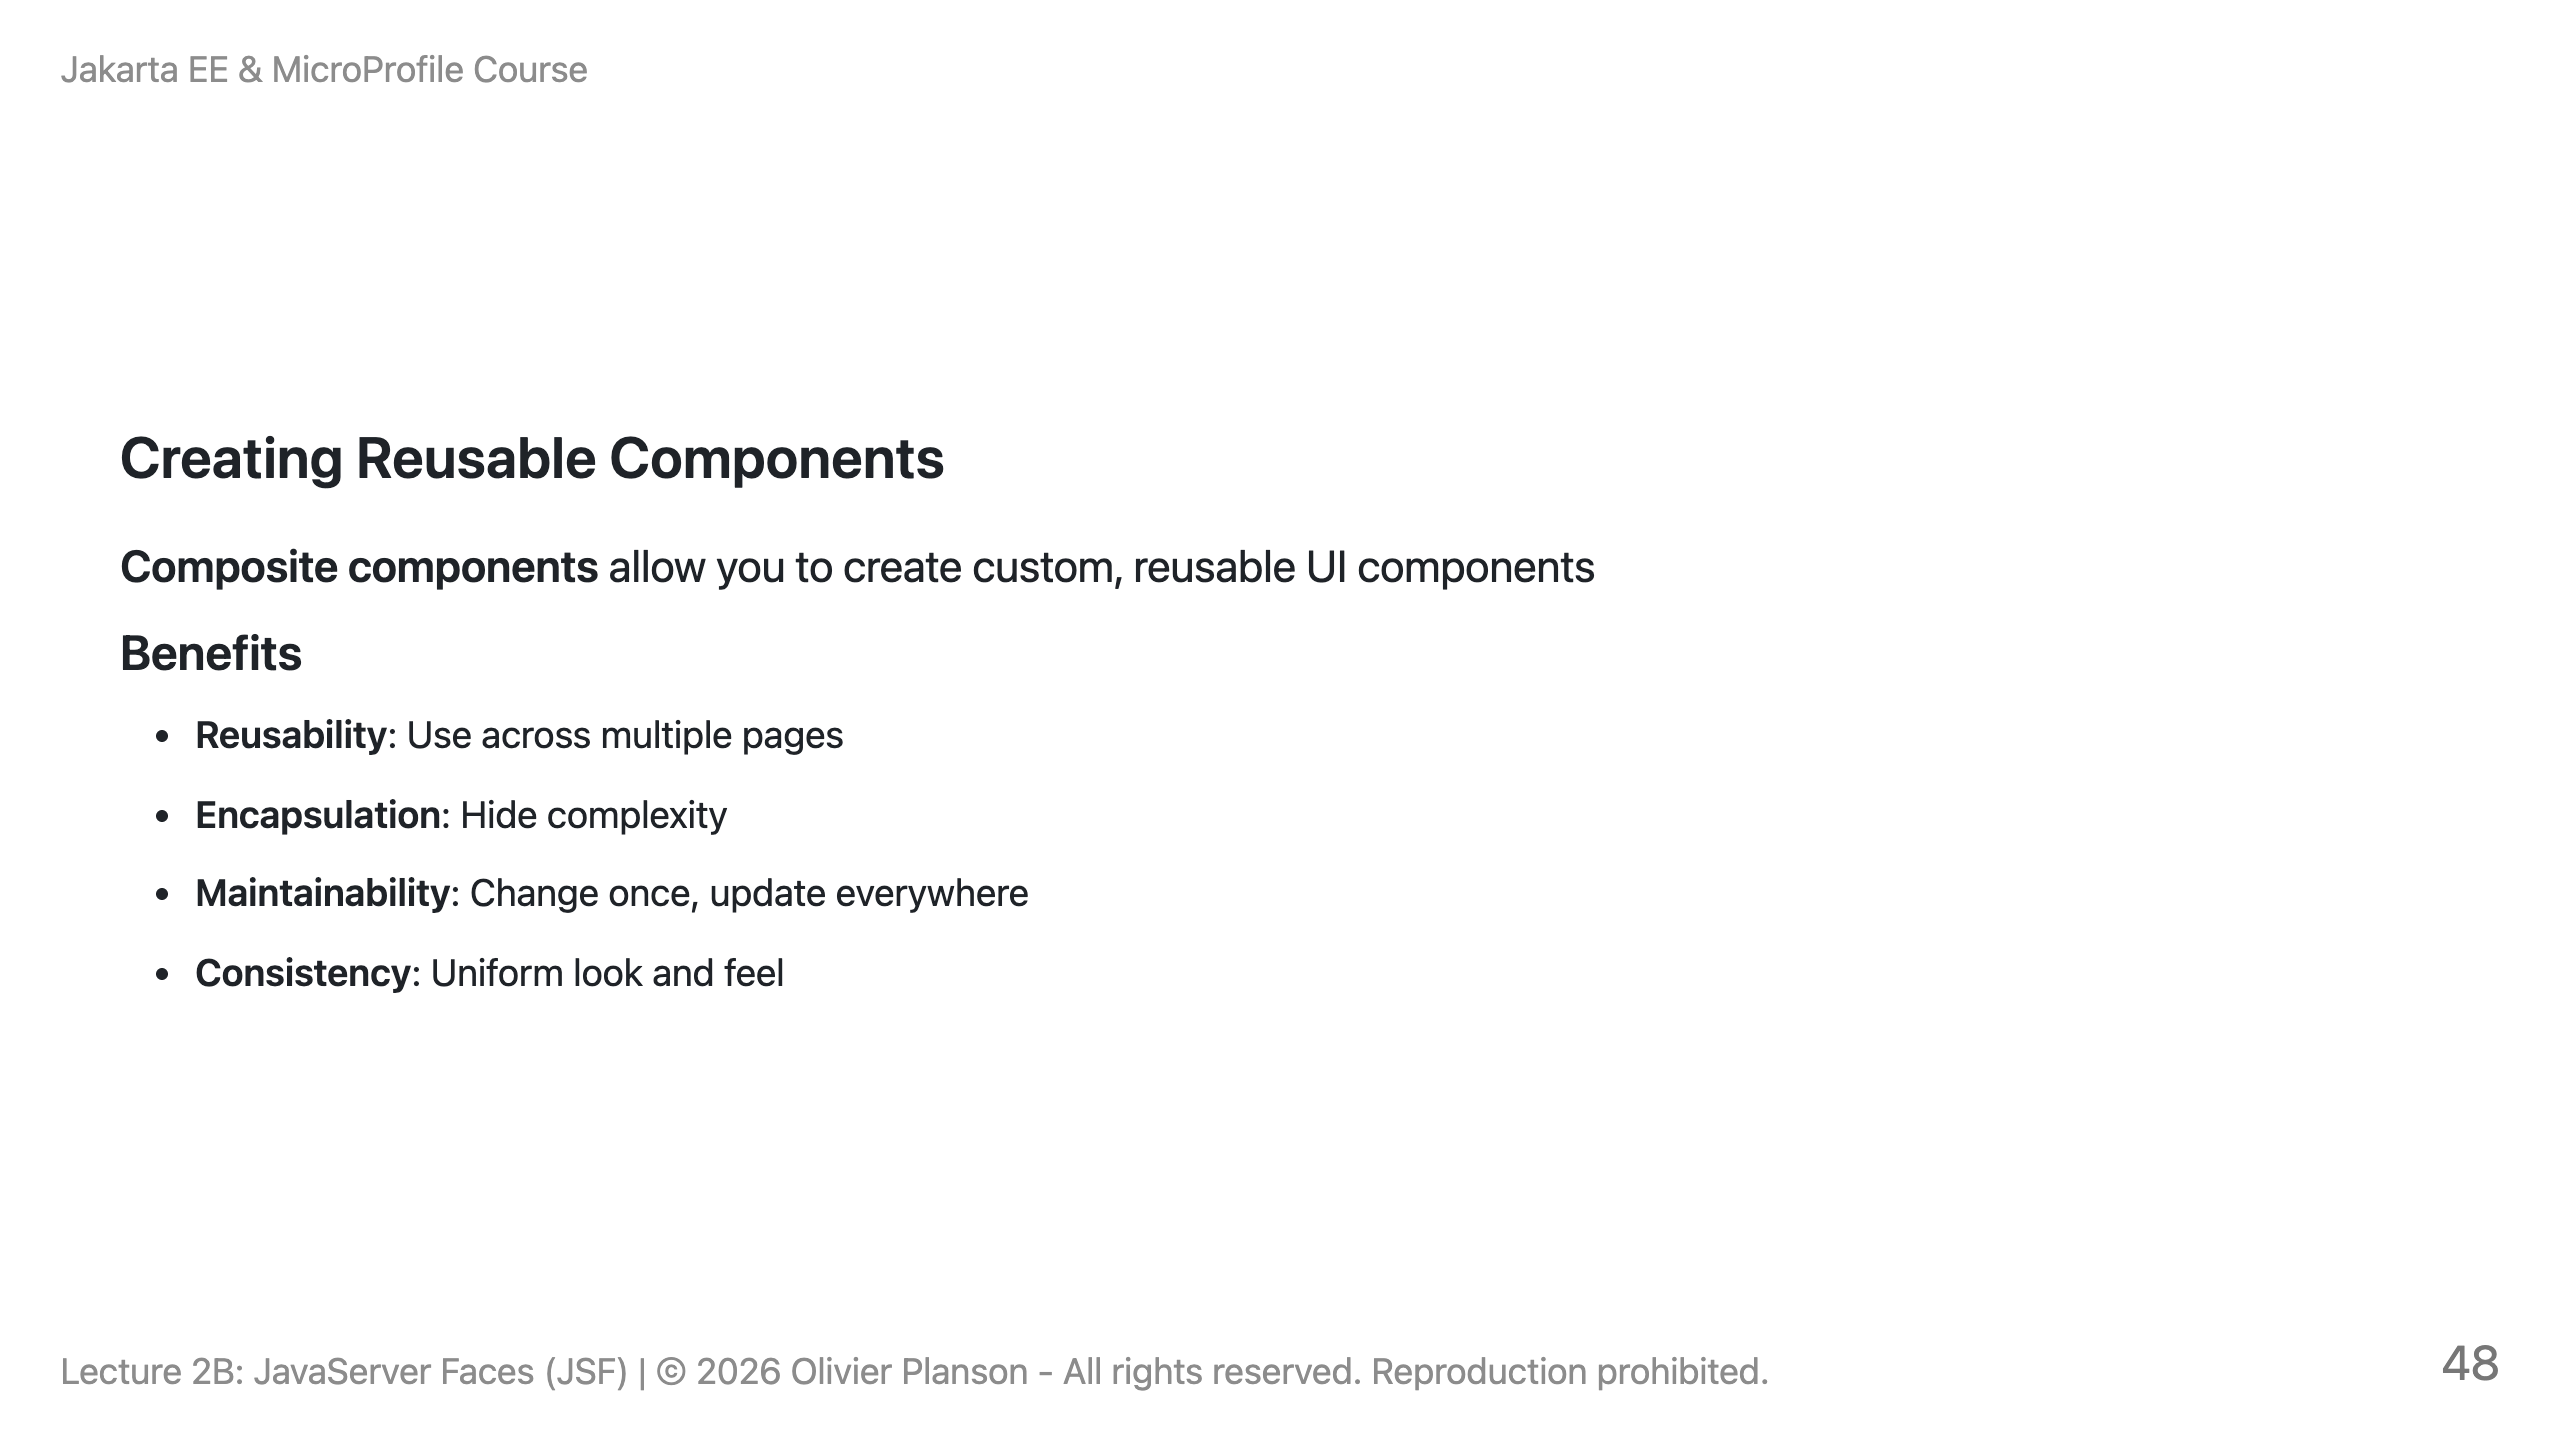 Jakarta EE & MicroProfile Course
Creating Reusable Components
Composite components allow you to create custom, reusable UI components
Benefits
• Reusability: Use across multiple pages
• Encapsulation: Hide complexity
• Maintainability: Change once, update everywhere
• Consistency: Uniform look and feel
Lecture 2B: JavaServer Faces (JSF) | © 2026 Olivier Planson - All rights reserved. Reproduction prohibited.
48